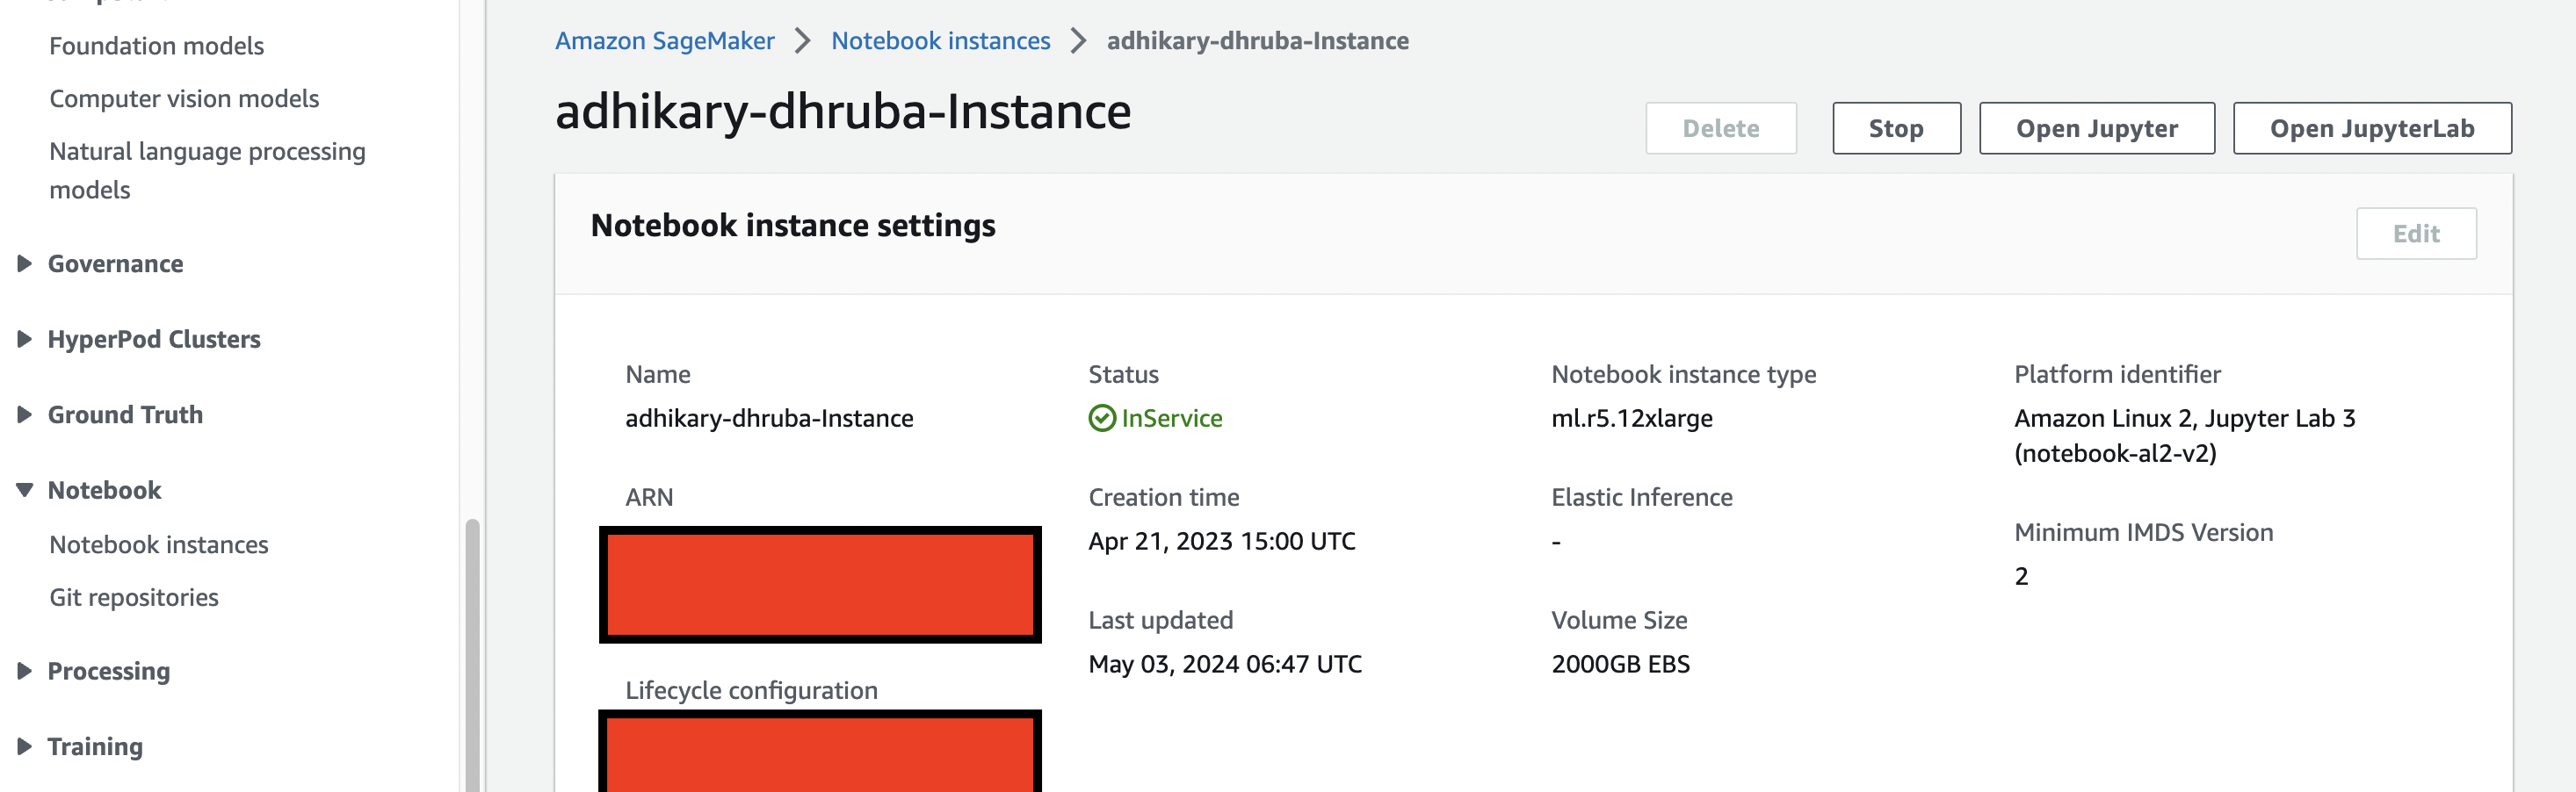 Foundation models
Computer vision models
Natural language processing
models
Governance
HyperPod Clusters
Ground Truth
Notebook
Notebook instances
Git repositories
Processing
Training
Amazon SageMaker > Notebook instances > adhikary-dhruba-Instance
adhikary-dhruba-Instance
Delete Stop Open Jupyter Open JupyterLab
Notebook instance settings
Edit
Name
adhikary-dhruba-Instance
ARN
Lifecycle configuration
Status
InService
Creation time
Apr 21, 2023 15:00 UTC
Last updated
May 03, 2024 06:47 UTC
Notebook instance type
ml.r5.12xlarge
Elastic Inference
-
Volume Size
2000GB EBS
Platform identifier
Amazon Linux 2, Jupyter Lab 3
(notebook-al2-v2)
Minimum IMDS Version
2